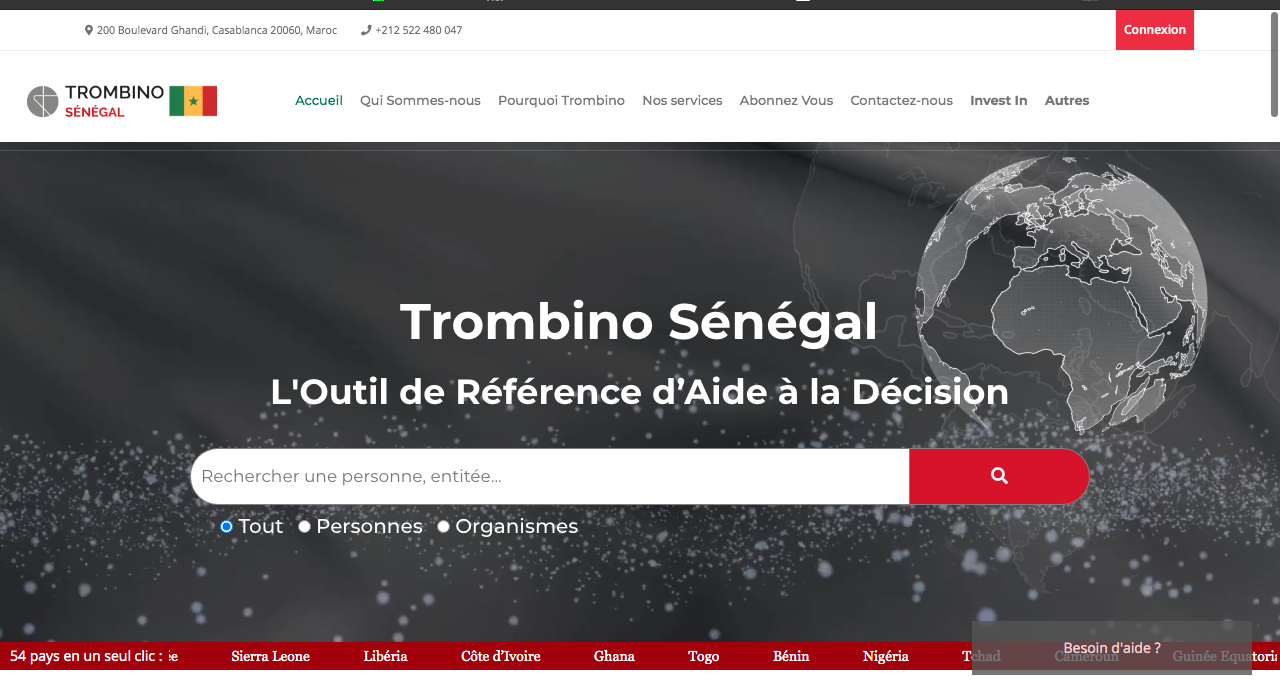 200 Boulevard Ghandi, Casablanca 20060, Maroc +212 522 480 047 Connexion
TROMBINO
SÉNÉGAL
Accueil Qui Sommes-nous Pourquoi Trombino Nos services Abonnez Vous Contactez-nous Invest In Autres
Trombino Sénégal
L'Outil de Référence d’Aide à la Décision
Rechercher une personne, entitée...
Tout Personnes Organismes
54 pays en un seul clic : Sierra Leone Libéria Côte d’Ivoire Ghana Togo Bénin Nigéria Tchad Cameroun Guinée Equatoria
Besoin d'aide ?